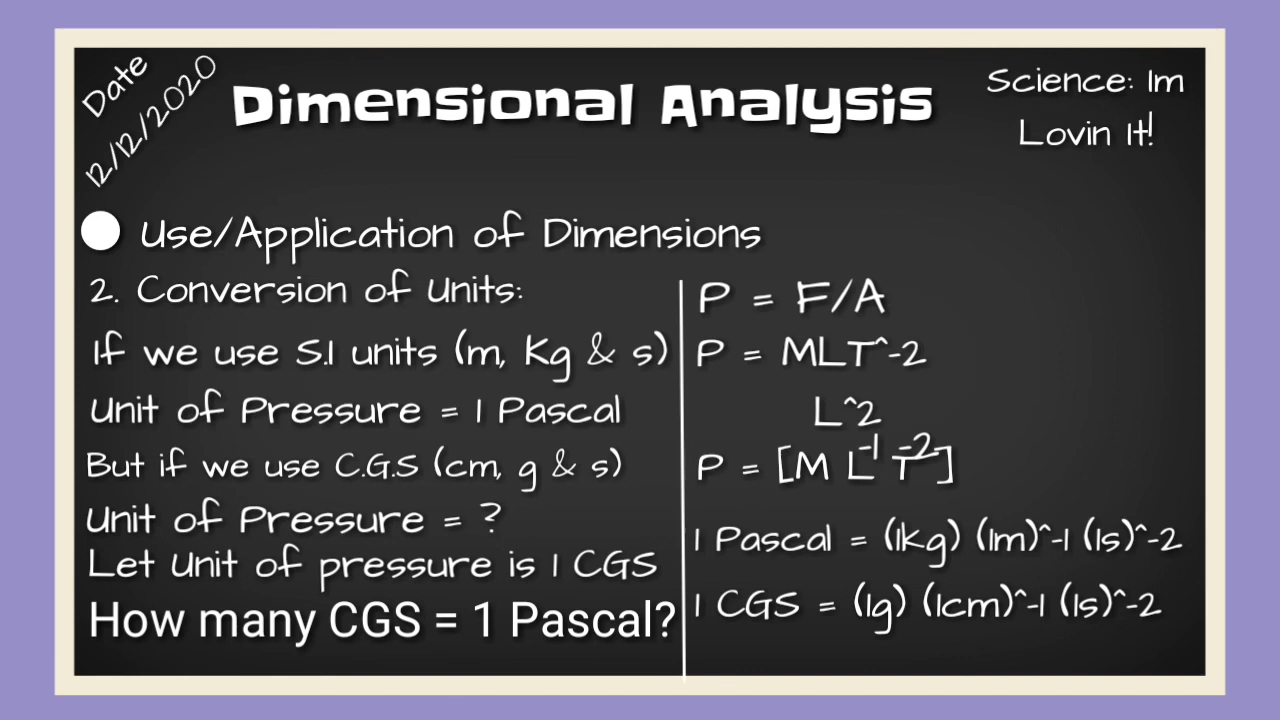 Date
12/12/2020
Dimensional Analysis
Science: Im
Lovin It!
Use/Application of Dimensions
2. Conversion of Units:
If we use S.I units (m, Kg & s)
Unit of Pressure = 1 Pascal
But if we use C.G.S (cm, g & s)
Unit of Pressure = ?
Let Unit of pressure is 1 CGS
How many CGS = 1 Pascal?
P = F/A
P = MLT^-2
L^2
P = [M L^-1 T^-2]
1 Pascal = (1kg) (1m)^-1 (1s)^-2
1 CGS = (1g) (1cm)^-1 (1s)^-2